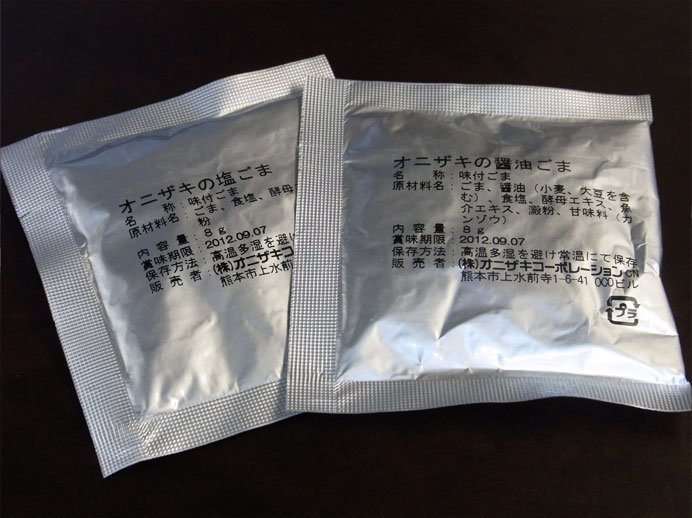 オニザキの塩ごま
名　　称：味付ごま
原材料名：ごま、食塩、酵母
粉
内 容 量：8g
賞味期限：2012.09.07
保存方法：高温多湿を避け
販 売 者：(株)オニザキコ
熊本市上水前
オニザキの醤油ごま
名　　称：味付ごま
原材料名：ごま、醤油（小麦、大豆を含
む）、食塩、酵母エキス、魚
介エキス、澱粉、甘味料（カ
ンゾウ）
内 容 量：8g
賞味期限：2012.09.07
保存方法：高温多湿を避け常温にて保存
販 売 者：(株)オニザキコーポレーション CN
熊本市上水前寺1-6-41 000ビル
プラ